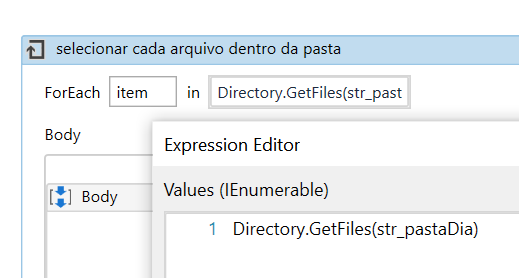 selecionar cada arquivo dentro da pasta
ForEach item in Directory.GetFiles(str_past
Body
Expression Editor
Values (IEnumerable)
Body
1 Directory.GetFiles(str_pastaDia)